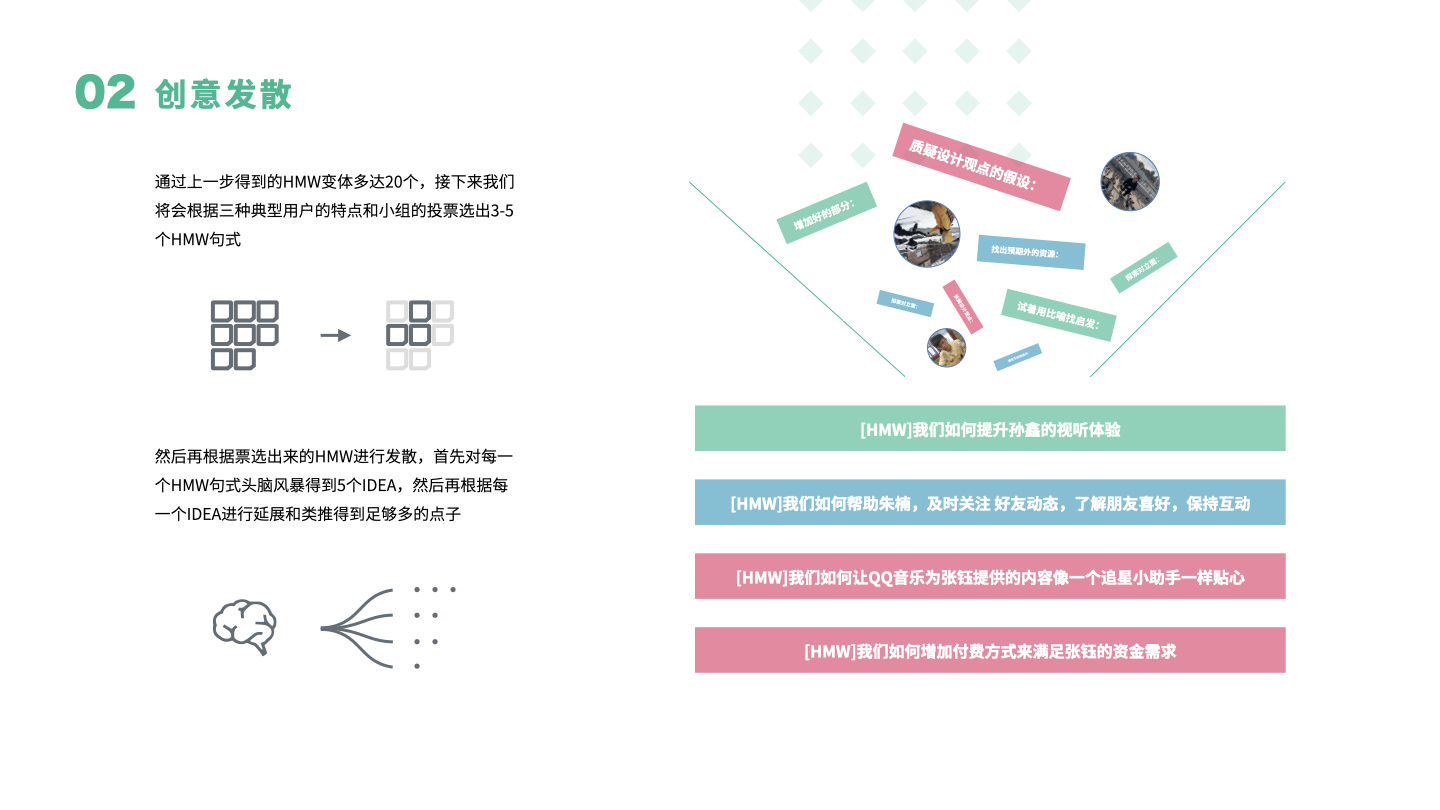 02 创意发散
通过上一步得到的HMW变体多达20个，接下来我们
将会根据三种典型用户的特点和小组的投票选出3-5
个HMW句式
然后再根据票选出来的HMW进行发散，首先对每一
个HMW句式头脑风暴得到5个IDEA，然后再根据每
一个IDEA进行延展和类推得到足够多的点子
质疑设计观点的假设：
增加好的部分：
找出预期外的资源：
探索对立面：
探索对立面：
试着用比喻找启发：
[HMW]我们如何提升孙鑫的视听体验
[HMW]我们如何帮助朱楠，及时关注 好友动态，了解朋友喜好，保持互动
[HMW]我们如何让QQ音乐为张钰提供的内容像一个追星小助手一样贴心
[HMW]我们如何增加付费方式来满足张钰的资金需求